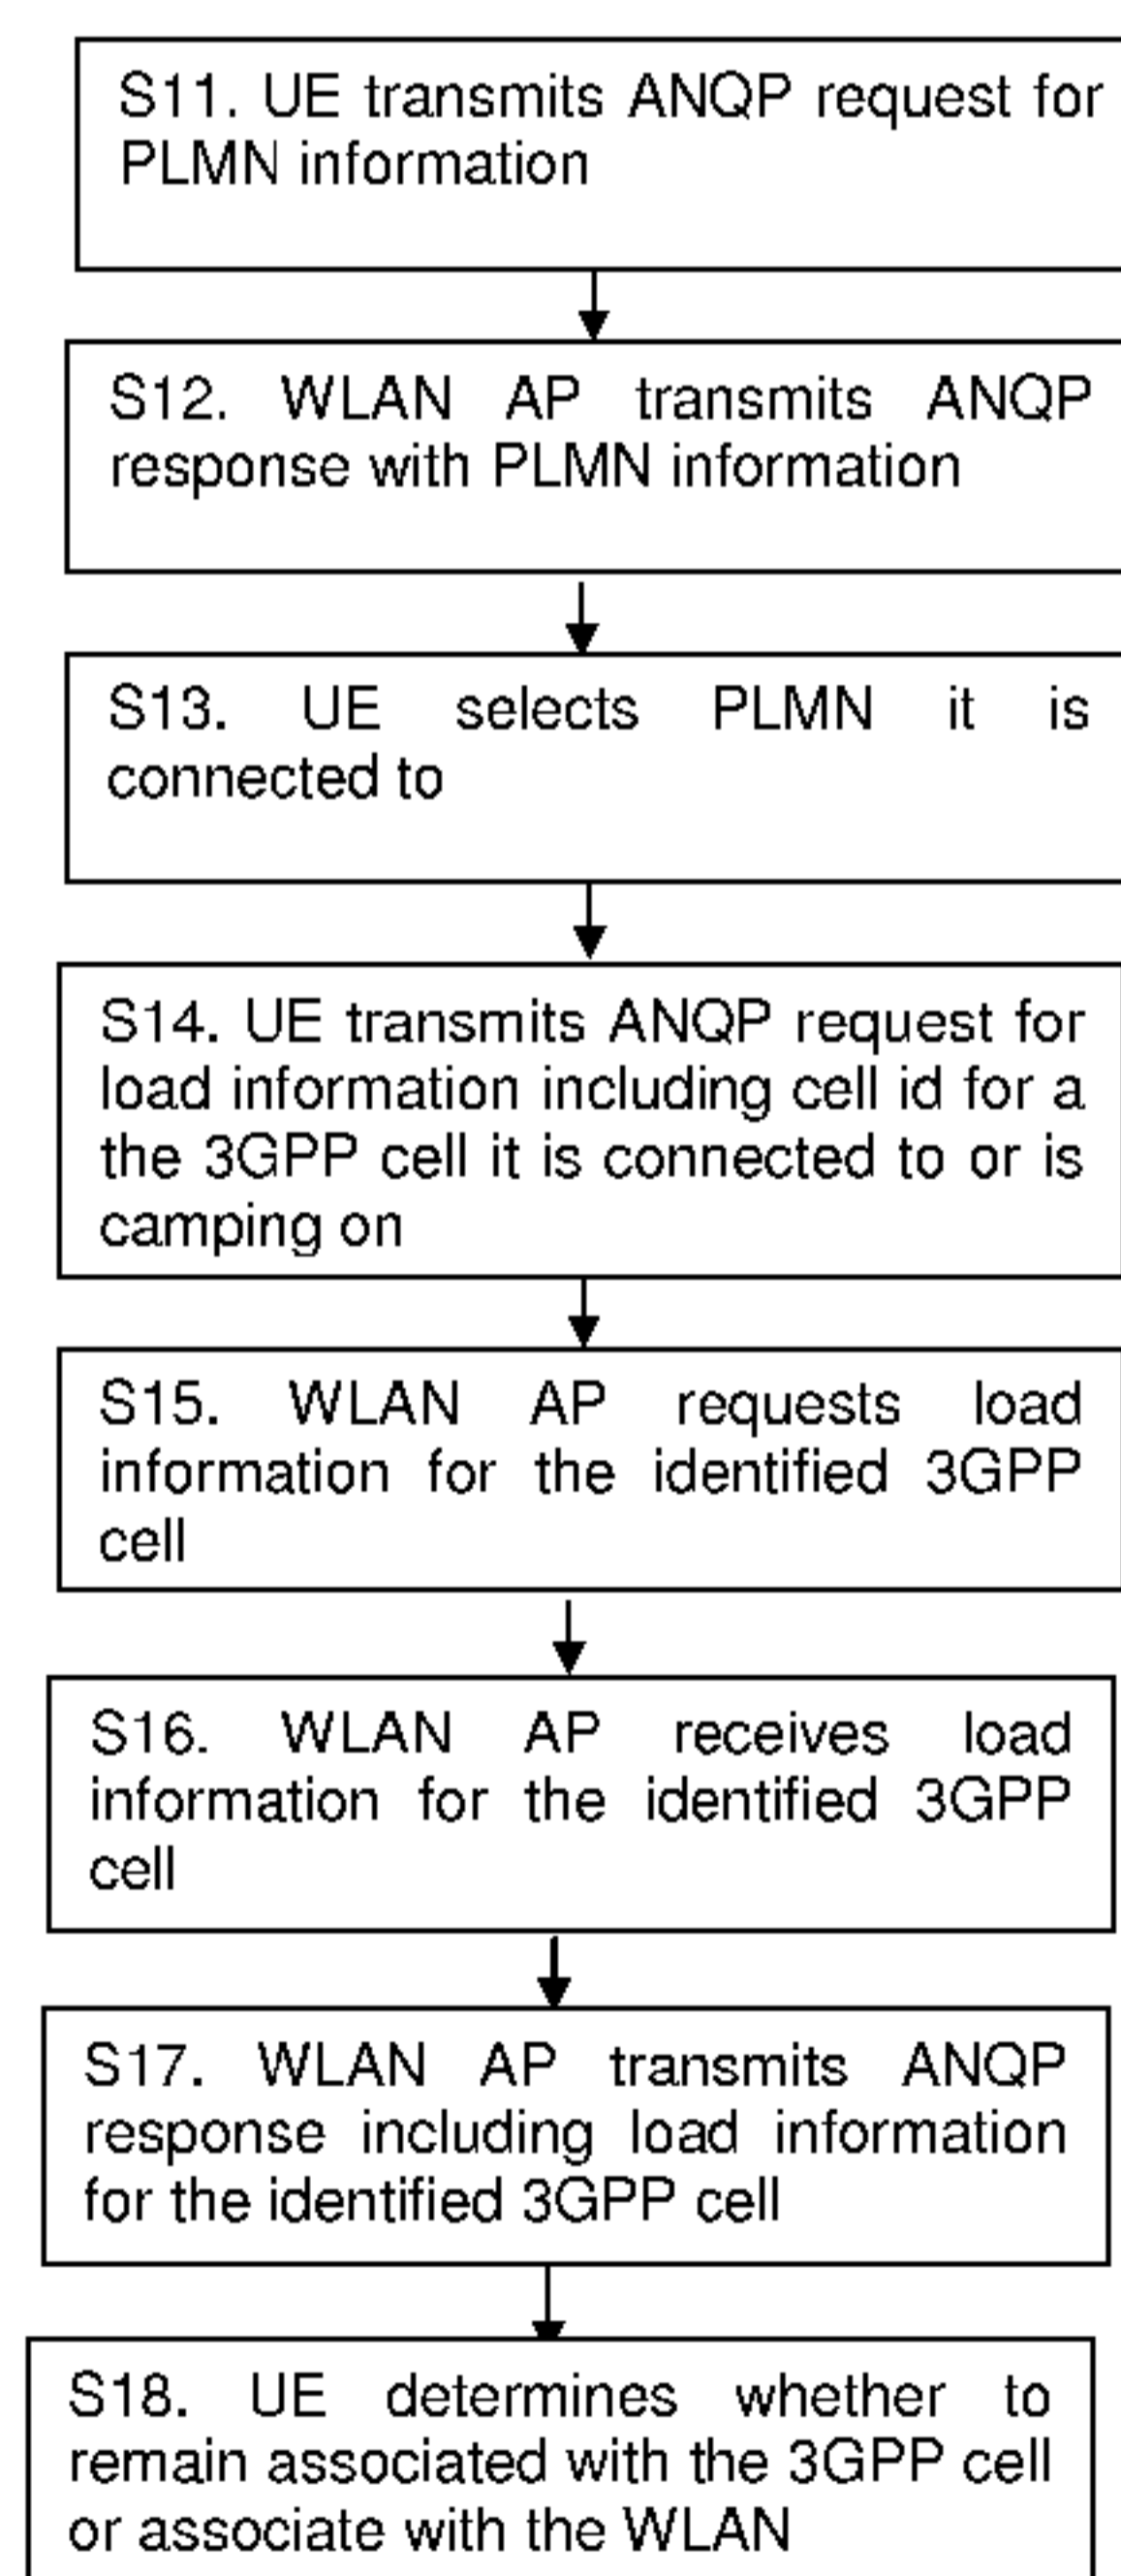 S11. UE transmits ANQP request for
PLMN information
S12. WLAN AP transmits ANQP
response with PLMN information
S13. UE selects PLMN it is
connected to
S14. UE transmits ANQP request for
load information including cell id for a
the 3GPP cell it is connected to or is
camping on
S15. WLAN AP requests load
information for the identified 3GPP
cell
S16. WLAN AP receives load
information for the identified 3GPP
cell
S17. WLAN AP transmits ANQP
response including load information
for the identified 3GPP cell
S18. UE determines whether to
remain associated with the 3GPP cell
or associate with the WLAN